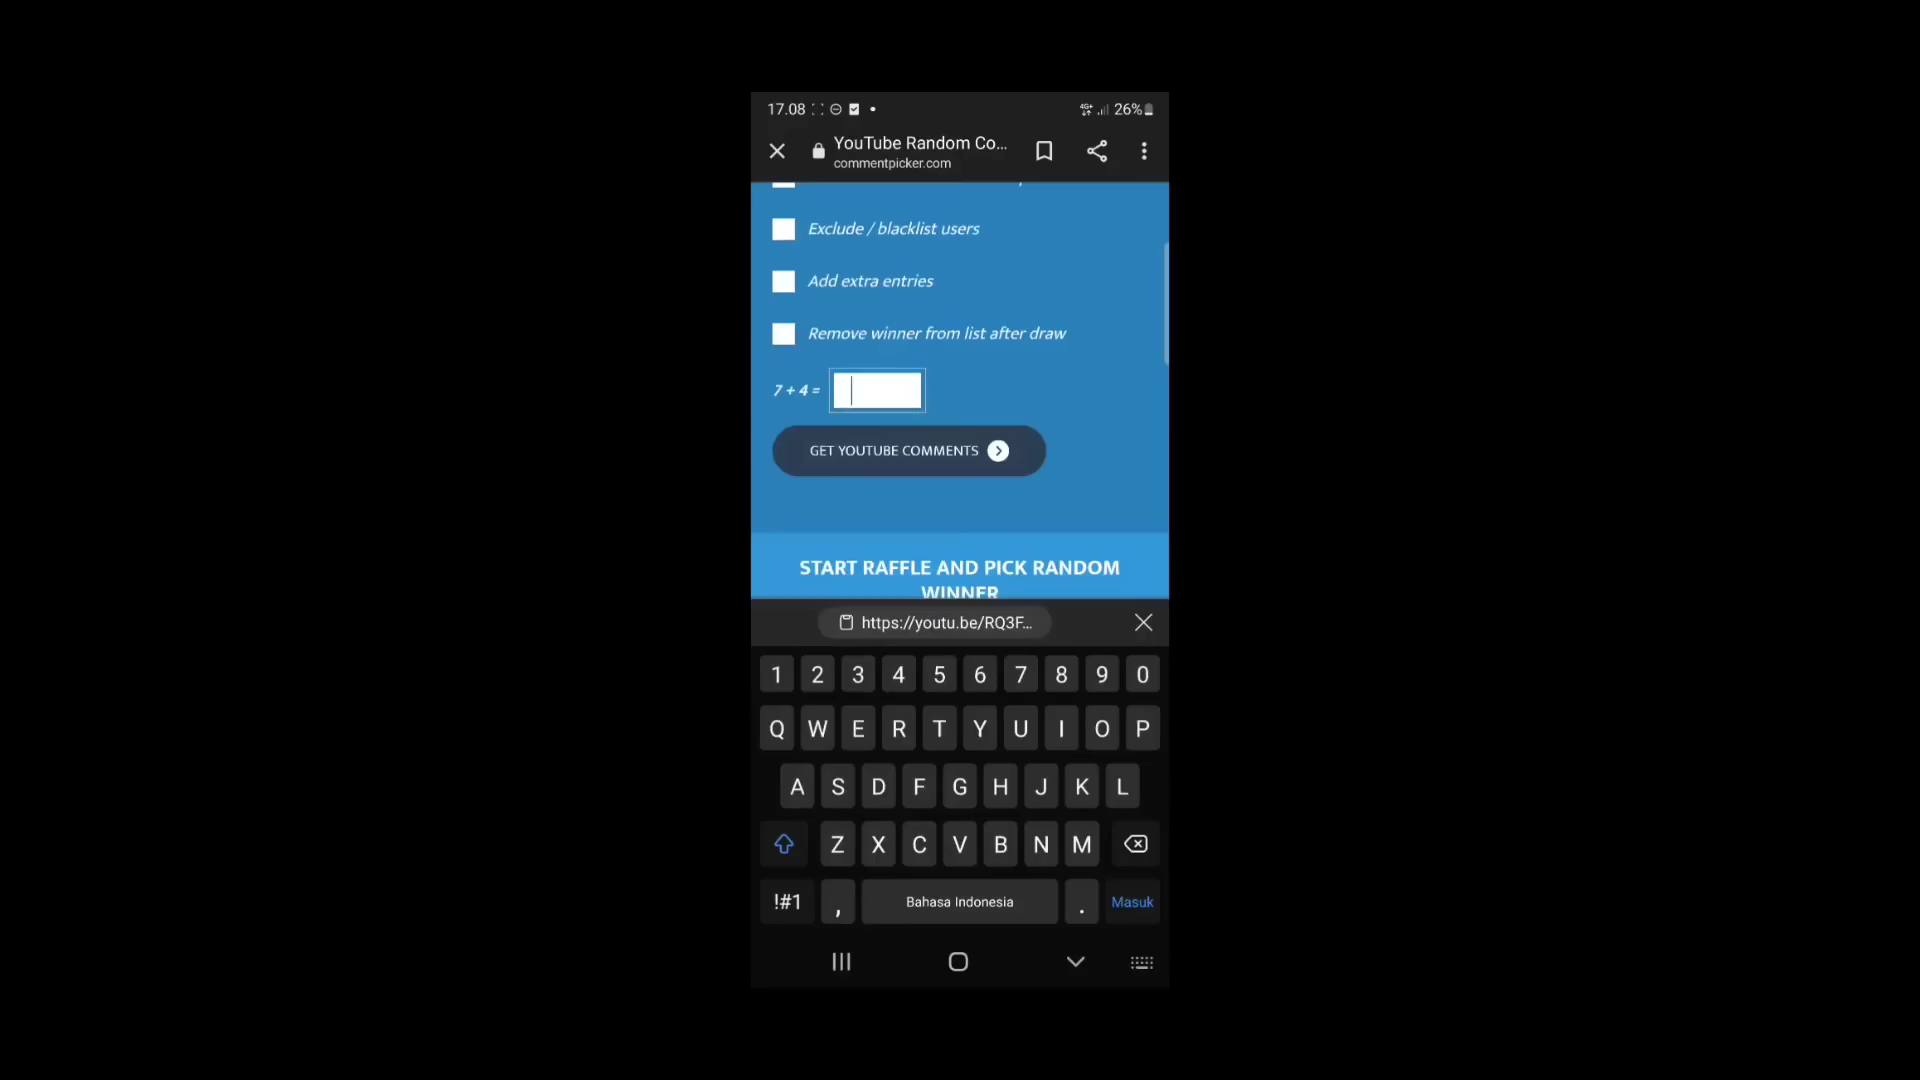 17.08 26%
YouTube Random Co...
commentpicker.com
Exclude / blacklist users
Add extra entries
Remove winner from list after draw
7 + 4 =
GET YOUTUBE COMMENTS
START RAFFLE AND PICK RANDOM
WINNER
https://youtu.be/RQ3F...
1 2 3 4 5 6 7 8 9 0
Q W E R T Y U I O P
A S D F G H J K L
Z X C V B N M
!#1 , Bahasa Indonesia . Masuk